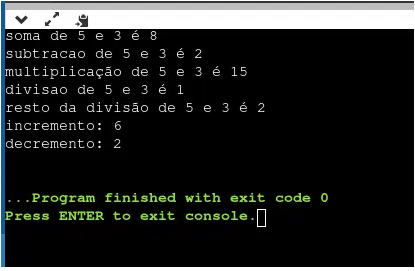 soma de 5 e 3 é 8
subtracao de 5 e 3 é 2
multiplicação de 5 e 3 é 15
divisao de 5 e 3 é 1
resto da divisão de 5 e 3 é 2
incremento: 6
decremento: 2
...Program finished with exit code 0
Press ENTER to exit console.